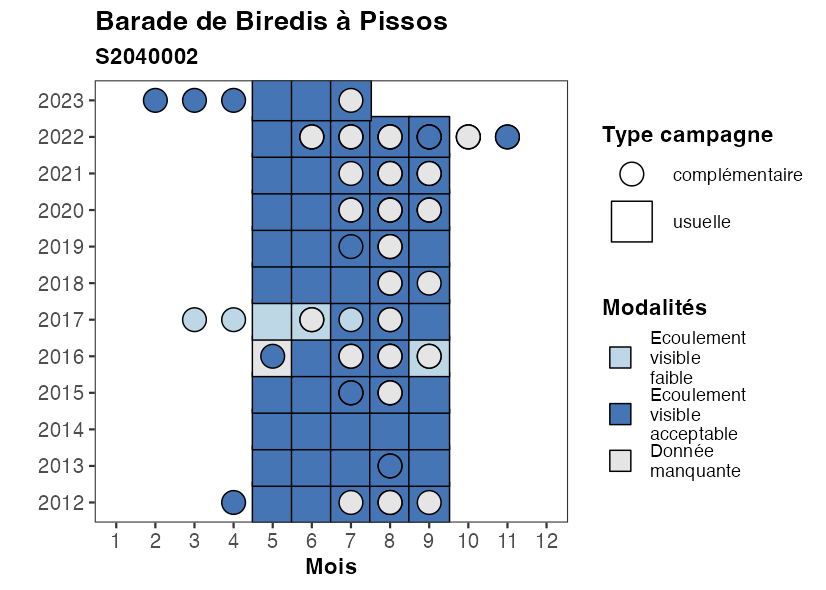 Barade de Biredis à Pissos
S2040002
2023
2022
2021
2020
2019
2018
2017
2016
2015
2014
2013
2012
1 2 3 4 5 6 7 8 9 10 11 12
Mois
Type campagne
complémentaire
usuelle
Modalités
Ecoulement
visible
faible
Ecoulement
visible
acceptable
Donnée
manquante